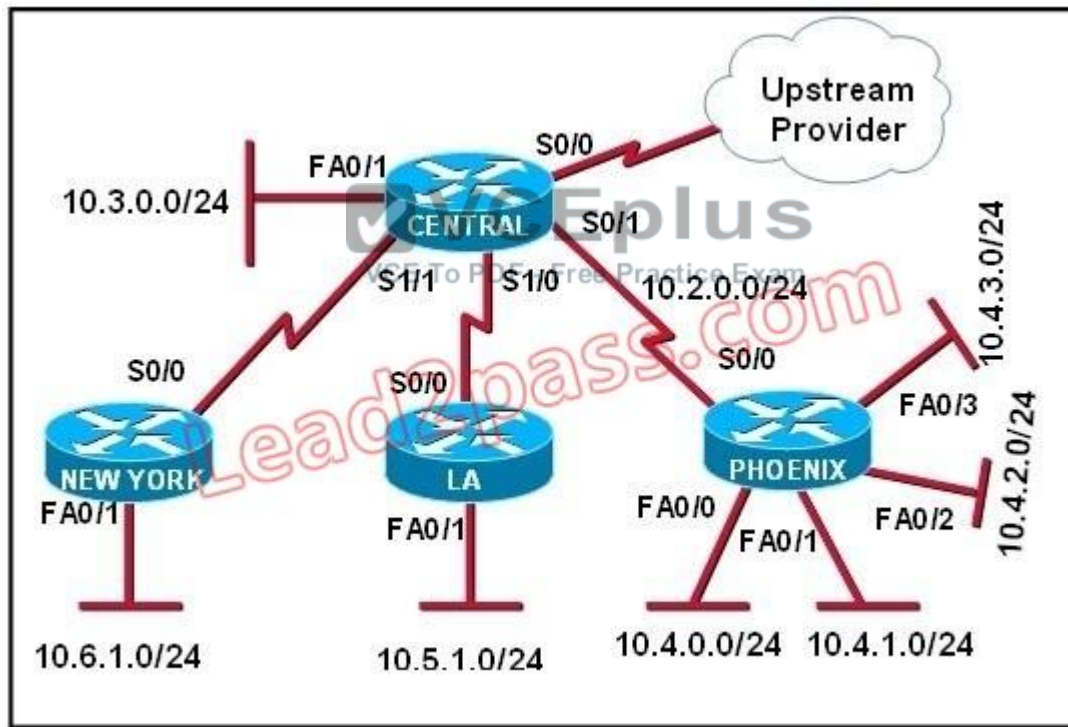 Upstream
Provider
S0/0
FA0/1
10.3.0.0/24
CENTRAL
S0/1
VCEplus
VCE To PDF - Free Practice Exam
S1/1
S1/0
10.2.0.0/24
10.4.3.0/24
Lead2pass.com
S0/0
S0/0
S0/0
FA0/3
NEW YORK
LA
PHOENIX
10.4.2.0/24
FA0/1
FA0/1
FA0/0
FA0/1
FA0/2
10.6.1.0/24
10.5.1.0/24
10.4.0.0/24
10.4.1.0/24